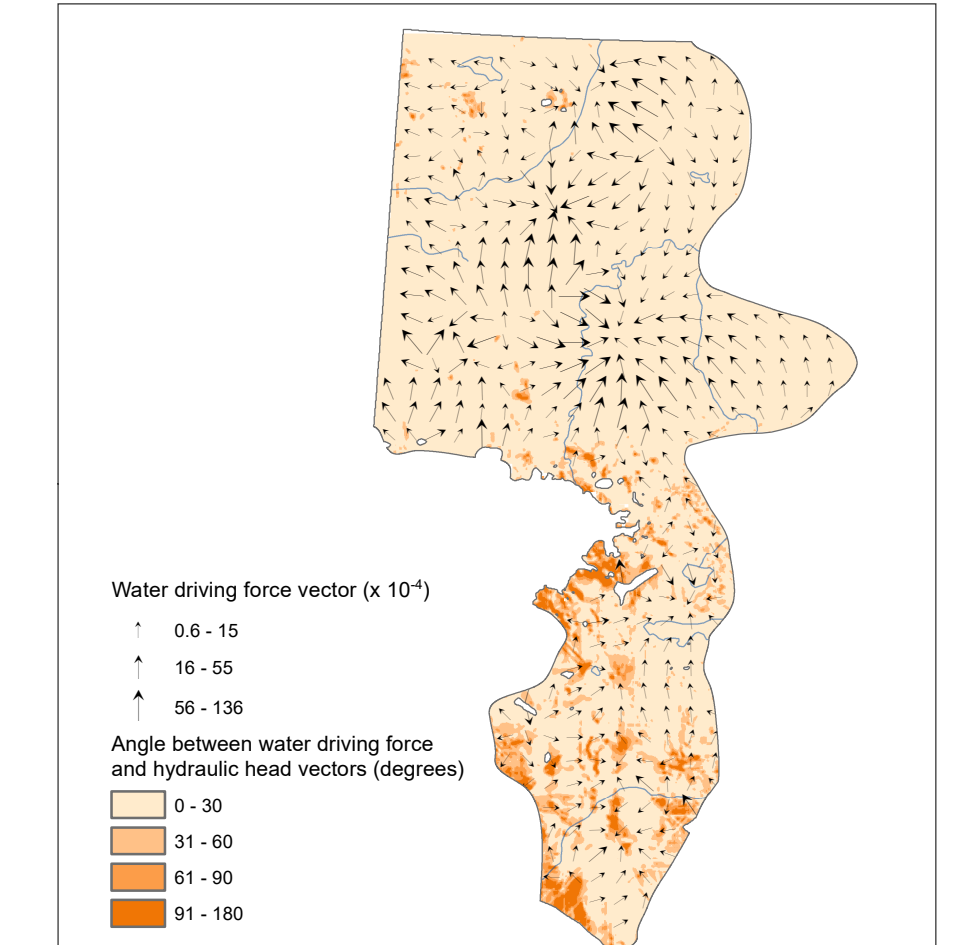 Water driving force vector (x 10-4)
0.6 - 15
16 - 55
56 - 136
Angle between water driving force
and hydraulic head vectors (degrees)
0 - 30
31 - 60
61 - 90
91 - 180